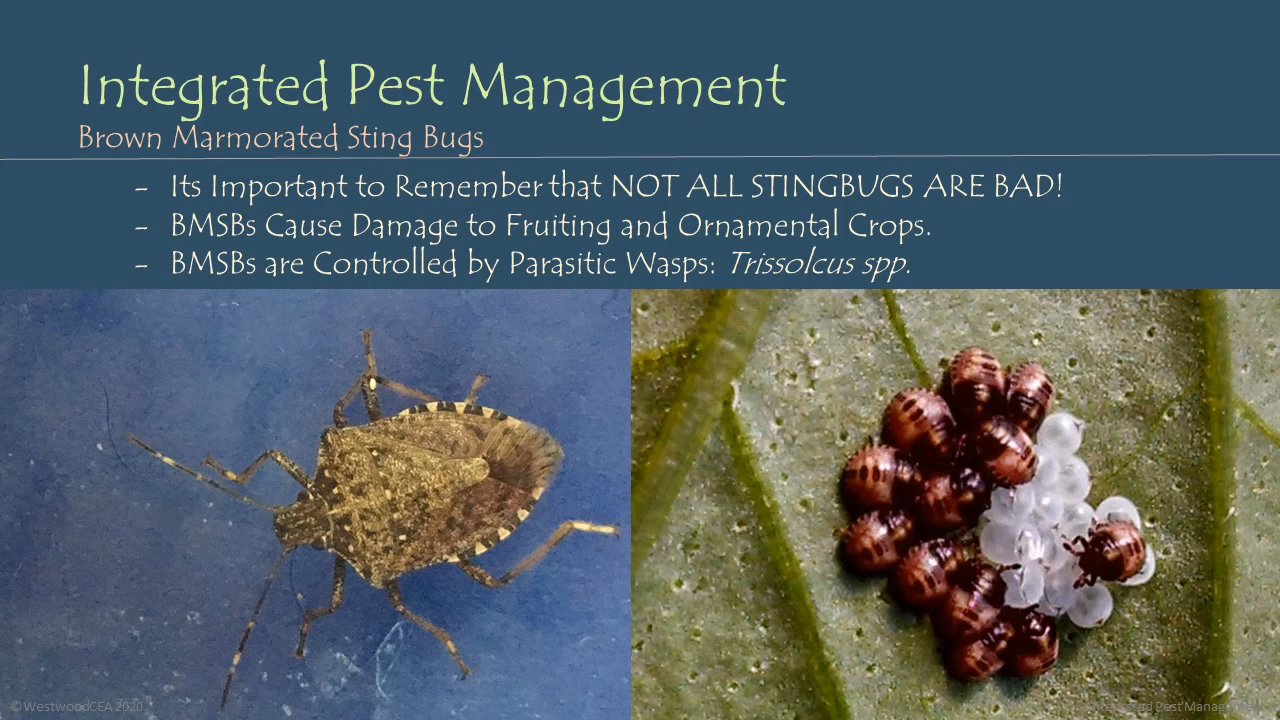 Integrated Pest Management
Brown Marmorated Sting Bugs
- Its Important to Remember that NOT ALL STINGBUGS ARE BAD!
- BMSBs Cause Damage to Fruiting and Ornamental Crops.
- BMSBs are Controlled by Parasitic Wasps: Trissolcus spp.
©WestwoodCEA 2020
Integrated Pest Management